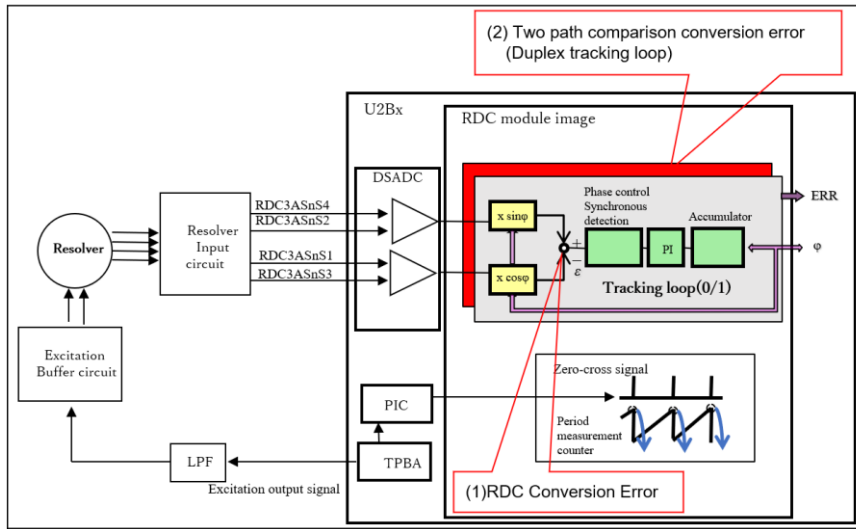 (2) Two path comparison conversion error
(Duplex tracking loop)
U2Bx
RDC module image
DSADC
RDC3ASnS4
RDC3ASnS2
RDC3ASnS1
RDC3ASnS3
Resolver
Resolver
Input
circuit
x sinφ
x cosφ
+
−
ε
Phase control
Synchronous
detection
PI
Accumulator
Tracking loop(0/1)
ERR
φ
Excitation
Buffer circuit
Zero-cross signal
Period
measurement
counter
PIC
TPBA
LPF
Excitation output signal
(1)RDC Conversion Error